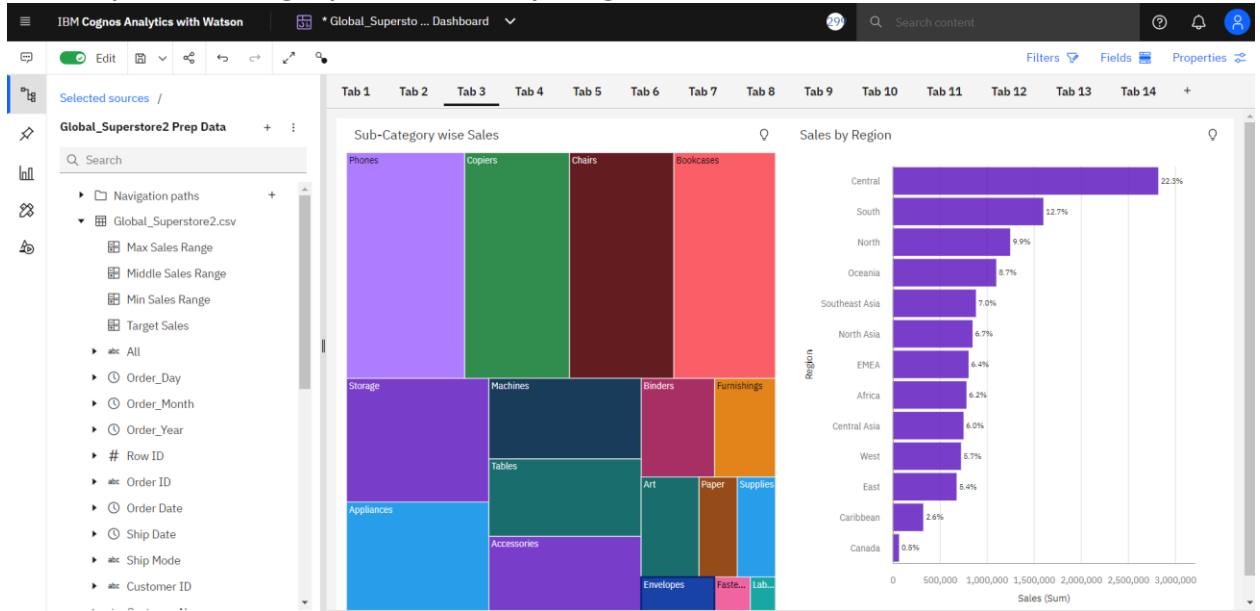 IBM Cognos Analytics with Watson
* Global_Supersto ... Dashboard
299
Search content
Edit
Filters
Fields
Properties
Selected sources /
Global_Superstore2 Prep Data
Search
Navigation paths
Global_Superstore2.csv
Max Sales Range
Middle Sales Range
Min Sales Range
Target Sales
abc All
Order_Day
Order_Month
Order_Year
# Row ID
abc Order ID
Order Date
Ship Date
abc Ship Mode
abc Customer ID
Tab 1 Tab 2 Tab 3 Tab 4 Tab 5 Tab 6 Tab 7 Tab 8 Tab 9 Tab 10 Tab 11 Tab 12 Tab 13 Tab 14 +
Sub-Category wise Sales
Phones
Copiers
Chairs
Bookcases
Storage
Machines
Binders
Furnishings
Tables
Art
Paper
Supplies
Appliances
Accessories
Envelopes
Faste...
Lab...
Sales by Region
Region
Central 22.3%
South 12.7%
North 9.9%
Oceania 8.7%
Southeast Asia 7.0%
North Asia 6.7%
EMEA 6.4%
Africa 6.2%
Central Asia 6.0%
West 5.7%
East 5.4%
Caribbean 2.6%
Canada 0.5%
0 500,000 1,000,000 1,500,000 2,000,000 2,500,000 3,000,000
Sales (Sum)